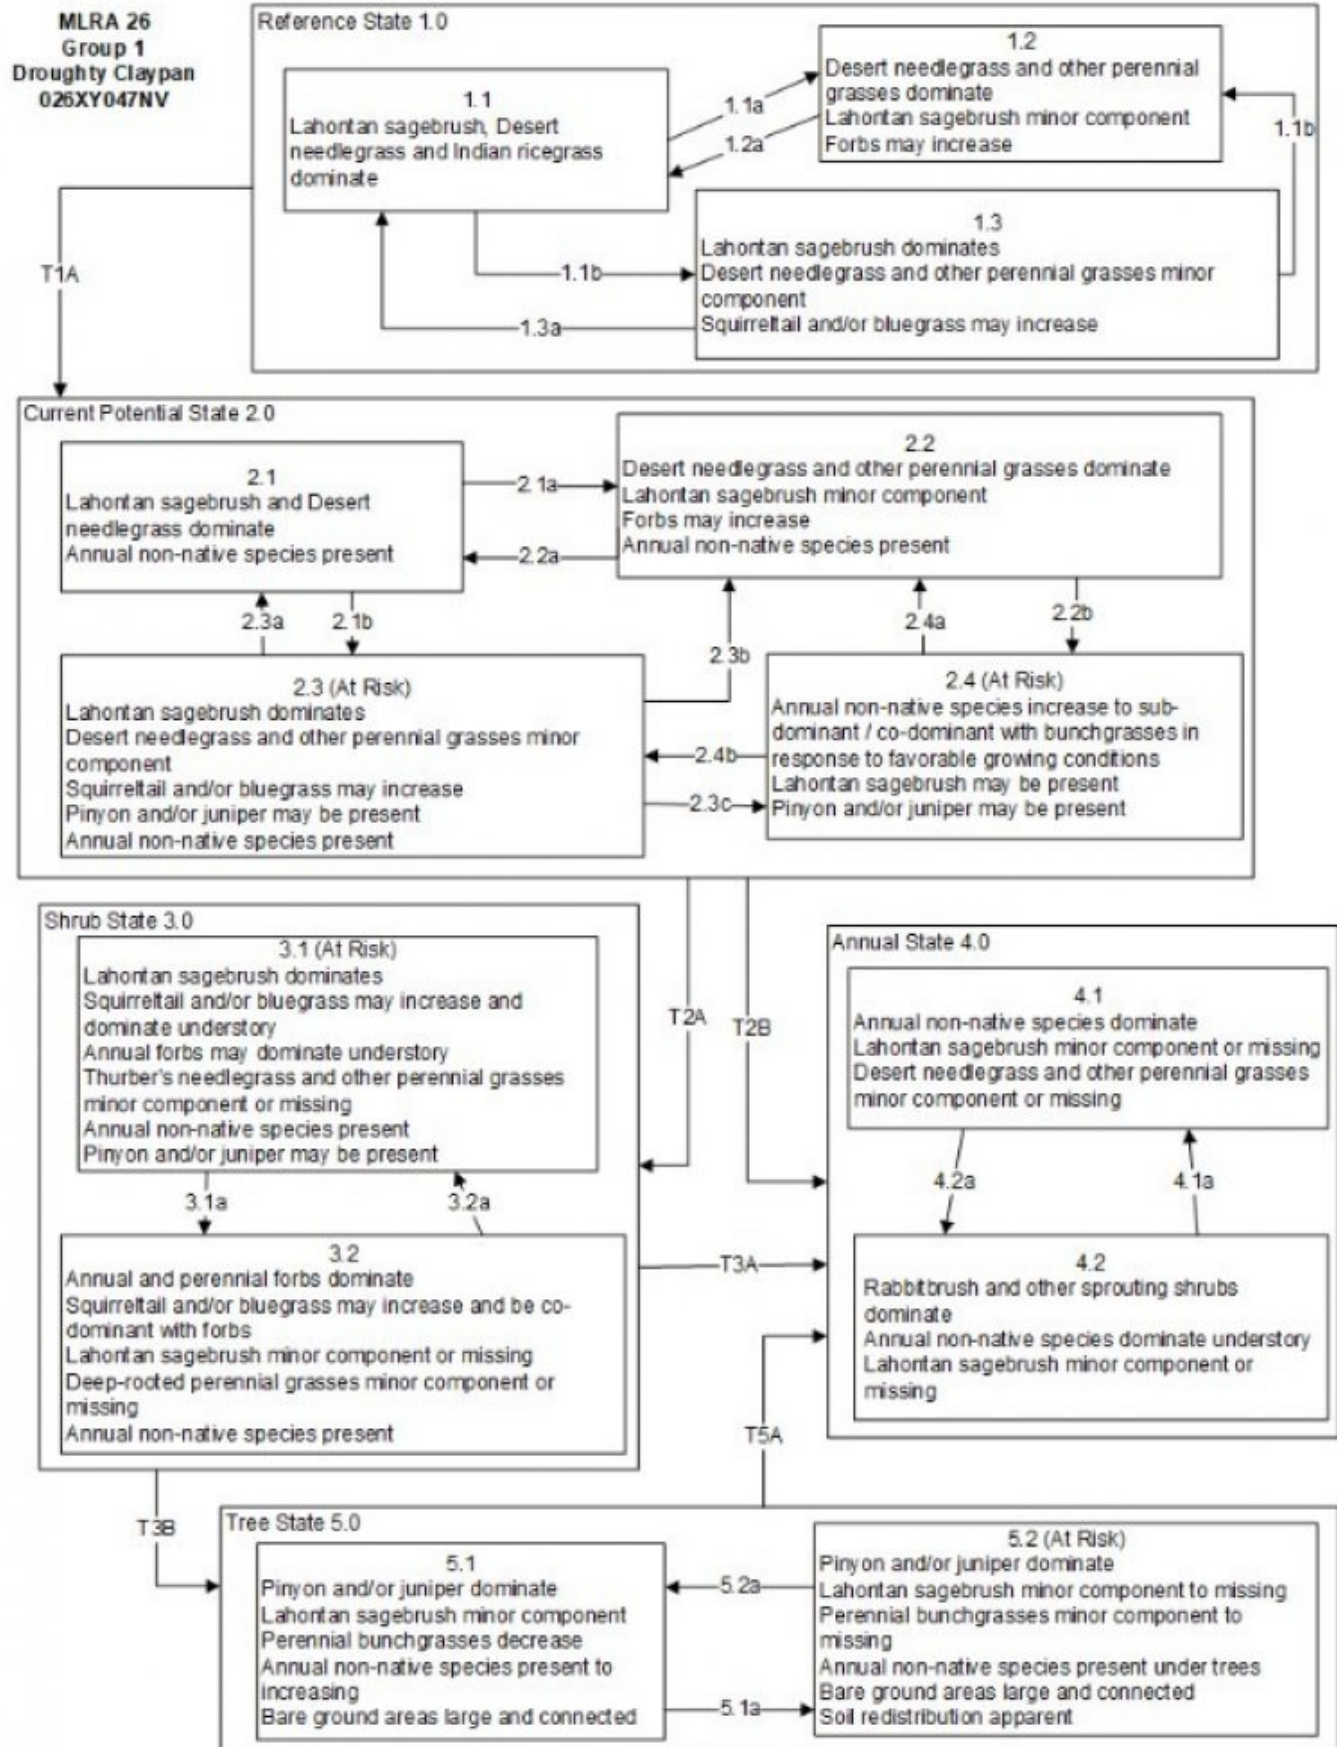 MLRA 26
Group 1
Droughty Claypan
026XY047NV
Reference State 1.0
1.1
Lahontan sagebrush, Desert
needlegrass and Indian ricegrass
dominate
1.1a
1.2a
1.2
Desert needlegrass and other perennial
grasses dominate
Lahontan sagebrush minor component
Forbs may increase
1.1b
1.3
Lahontan sagebrush dominates
Desert needlegrass and other perennial grasses minor
component
Squirreltail and/or bluegrass may increase
1.1b
1.3a
T1A
Current Potential State 2.0
2.1
Lahontan sagebrush and Desert
needlegrass dominate
Annual non-native species present
2.1a
2.2a
2.2
Desert needlegrass and other perennial grasses dominate
Lahontan sagebrush minor component
Forbs may increase
Annual non-native species present
2.3a
2.1b
2.3b
2.4a
2.2b
2.3 (At Risk)
Lahontan sagebrush dominates
Desert needlegrass and other perennial grasses minor
component
Squirreltail and/or bluegrass may increase
Pinyon and/or juniper may be present
Annual non-native species present
2.4b
2.3c
2.4 (At Risk)
Annual non-native species increase to sub-
dominant / co-dominant with bunchgrasses in
response to favorable growing conditions
Lahontan sagebrush may be present
Pinyon and/or juniper may be present
Shrub State 3.0
3.1 (At Risk)
Lahontan sagebrush dominates
Squirreltail and/or bluegrass may increase and
dominate understory
Annual forbs may dominate understory
Thurber's needlegrass and other perennial grasses
minor component or missing
Annual non-native species present
Pinyon and/or juniper may be present
3.1a
3.2a
3.2
Annual and perennial forbs dominate
Squirreltail and/or bluegrass may increase and be co-
dominant with forbs
Lahontan sagebrush minor component or missing
Deep-rooted perennial grasses minor component or
missing
Annual non-native species present
T2A
T2B
Annual State 4.0
4.1
Annual non-native species dominate
Lahontan sagebrush minor component or missing
Desert needlegrass and other perennial grasses
minor component or missing
4.2a
4.1a
4.2
Rabbitbrush and other sprouting shrubs
dominate
Annual non-native species dominate understory
Lahontan sagebrush minor component or
missing
T3A
T5A
T3B
Tree State 5.0
5.1
Pinyon and/or juniper dominate
Lahontan sagebrush minor component
Perennial bunchgrasses decrease
Annual non-native species present to
increasing
Bare ground areas large and connected
5.2a
5.1a
5.2 (At Risk)
Pinyon and/or juniper dominate
Lahontan sagebrush minor component to missing
Perennial bunchgrasses minor component to
missing
Annual non-native species present under trees
Bare ground areas large and connected
Soil redistribution apparent